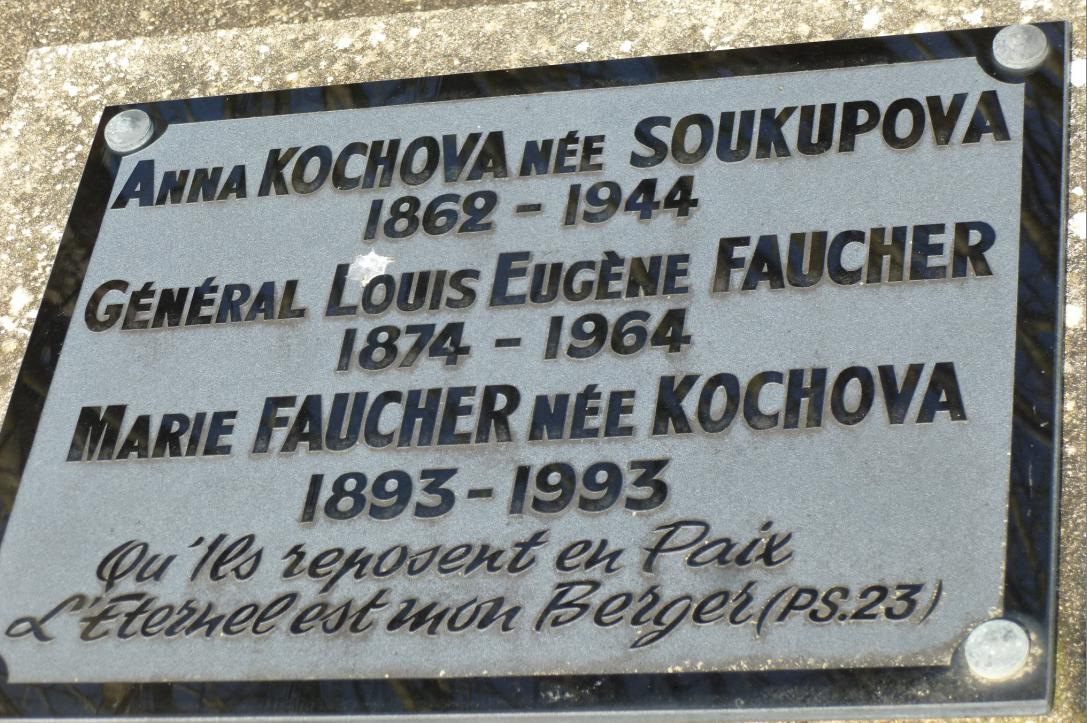 ANNA KOCHOVA NÉE SOUKUPOVA
1862 - 1944
GÉNÉRAL LOUIS EUGÈNE FAUCHER
1874 - 1964
MARIE FAUCHER NÉE KOCHOVA
1893 - 1993
Qu'Ils reposent en Paix
L'Eternel est mon Berger (PS.23)